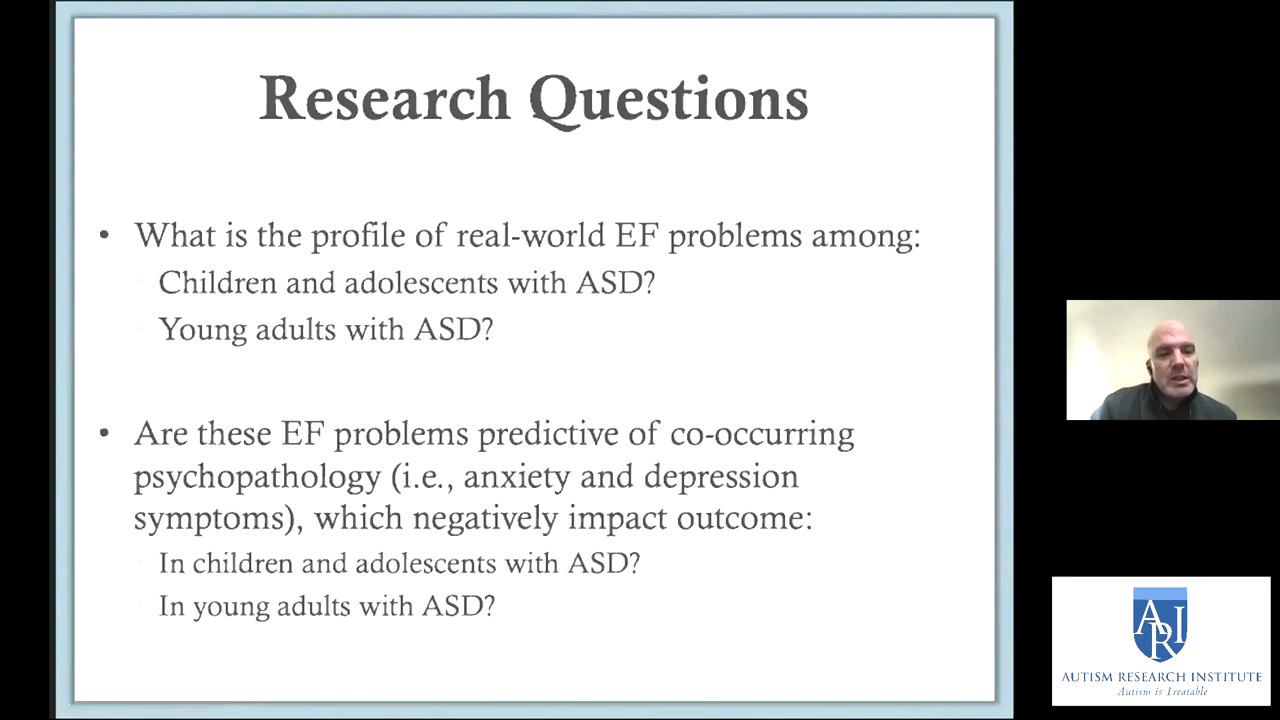 Research Questions
• What is the profile of real-world EF problems among:
Children and adolescents with ASD?
Young adults with ASD?
• Are these EF problems predictive of co-occurring
psychopathology (i.e., anxiety and depression
symptoms), which negatively impact outcome:
In children and adolescents with ASD?
In young adults with ASD?
ARI
AUTISM RESEARCH INSTITUTE
Autism is Treatable